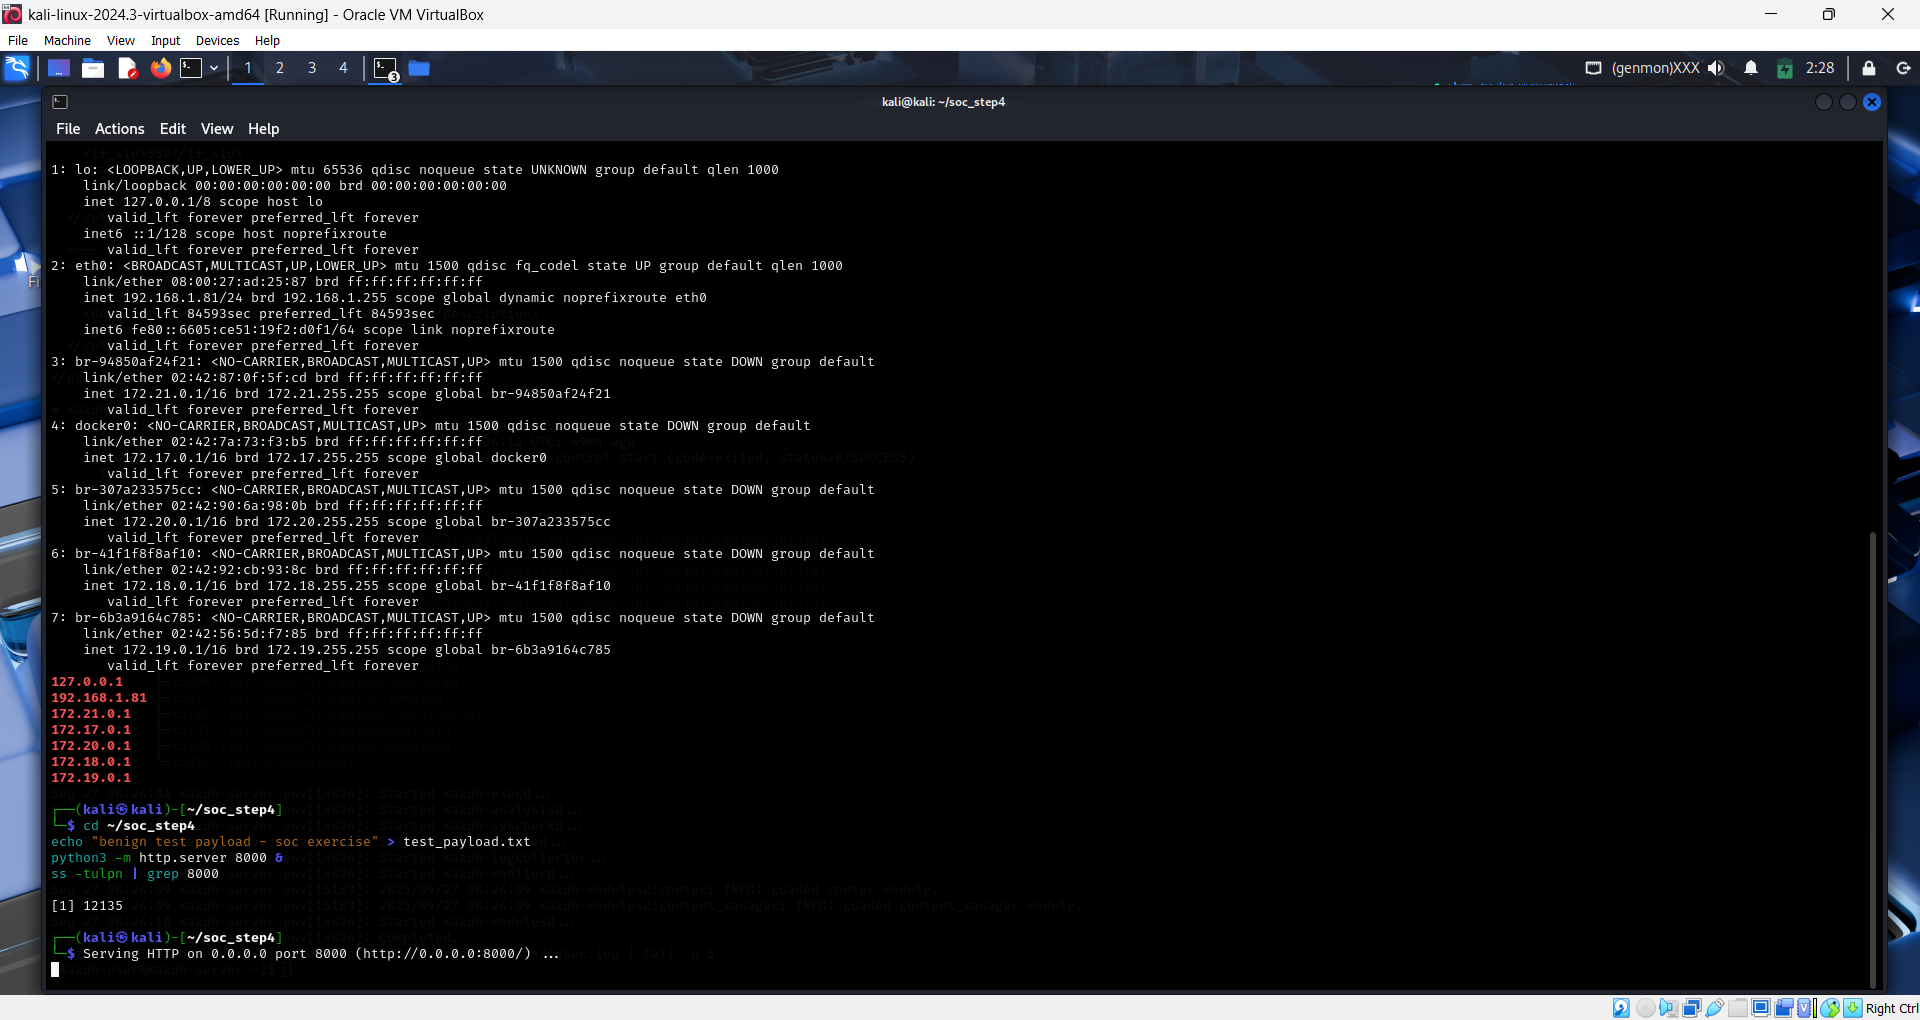 kali-linux-2024.3-virtualbox-amd64 [Running] - Oracle VM VirtualBox
File Machine View Input Devices Help
1 2 3 4 3 (genmon)XXX 2:28
kali@kali: ~/soc_step4
File Actions Edit View Help
1: lo: <LOOPBACK,UP,LOWER_UP> mtu 65536 qdisc noqueue state UNKNOWN group default qlen 1000
link/loopback 00:00:00:00:00:00 brd 00:00:00:00:00:00
inet 127.0.0.1/8 scope host lo
valid_lft forever preferred_lft forever
inet6 ::1/128 scope host noprefixroute
valid_lft forever preferred_lft forever
2: eth0: <BROADCAST,MULTICAST,UP,LOWER_UP> mtu 1500 qdisc fq_codel state UP group default qlen 1000
link/ether 08:00:27:ad:25:87 brd ff:ff:ff:ff:ff:ff
inet 192.168.1.81/24 brd 192.168.1.255 scope global dynamic noprefixroute eth0
valid_lft 84593sec preferred_lft 84593sec
inet6 fe80::6605:ce51:19f2:d0f1/64 scope link noprefixroute
valid_lft forever preferred_lft forever
3: br-94850af24f21: <NO-CARRIER,BROADCAST,MULTICAST,UP> mtu 1500 qdisc noqueue state DOWN group default
link/ether 02:42:87:0f:5f:cd brd ff:ff:ff:ff:ff:ff
inet 172.21.0.1/16 brd 172.21.255.255 scope global br-94850af24f21
valid_lft forever preferred_lft forever
4: docker0: <NO-CARRIER,BROADCAST,MULTICAST,UP> mtu 1500 qdisc noqueue state DOWN group default
link/ether 02:42:7a:73:f3:b5 brd ff:ff:ff:ff:ff:ff
inet 172.17.0.1/16 brd 172.17.255.255 scope global docker0
valid_lft forever preferred_lft forever
5: br-307a233575cc: <NO-CARRIER,BROADCAST,MULTICAST,UP> mtu 1500 qdisc noqueue state DOWN group default
link/ether 02:42:90:6a:98:0b brd ff:ff:ff:ff:ff:ff
inet 172.20.0.1/16 brd 172.20.255.255 scope global br-307a233575cc
valid_lft forever preferred_lft forever
6: br-41f1f8f8af10: <NO-CARRIER,BROADCAST,MULTICAST,UP> mtu 1500 qdisc noqueue state DOWN group default
link/ether 02:42:92:cb:93:8c brd ff:ff:ff:ff:ff:ff
inet 172.18.0.1/16 brd 172.18.255.255 scope global br-41f1f8f8af10
valid_lft forever preferred_lft forever
7: br-6b3a9164c785: <NO-CARRIER,BROADCAST,MULTICAST,UP> mtu 1500 qdisc noqueue state DOWN group default
link/ether 02:42:56:5d:f7:85 brd ff:ff:ff:ff:ff:ff
inet 172.19.0.1/16 brd 172.19.255.255 scope global br-6b3a9164c785
valid_lft forever preferred_lft forever
127.0.0.1
192.168.1.81
172.21.0.1
172.17.0.1
172.20.0.1
172.18.0.1
172.19.0.1
┌──(kali㉿kali)-[~/soc_step4]
└─$ cd ~/soc_step4
echo "benign test payload - soc exercise" > test_payload.txt
python3 -m http.server 8000 &
ss -tulpn | grep 8000
[1] 12135
┌──(kali㉿kali)-[~/soc_step4]
└─$ Serving HTTP on 0.0.0.0 port 8000 (http://0.0.0.0:8000/) ...
Right Ctrl